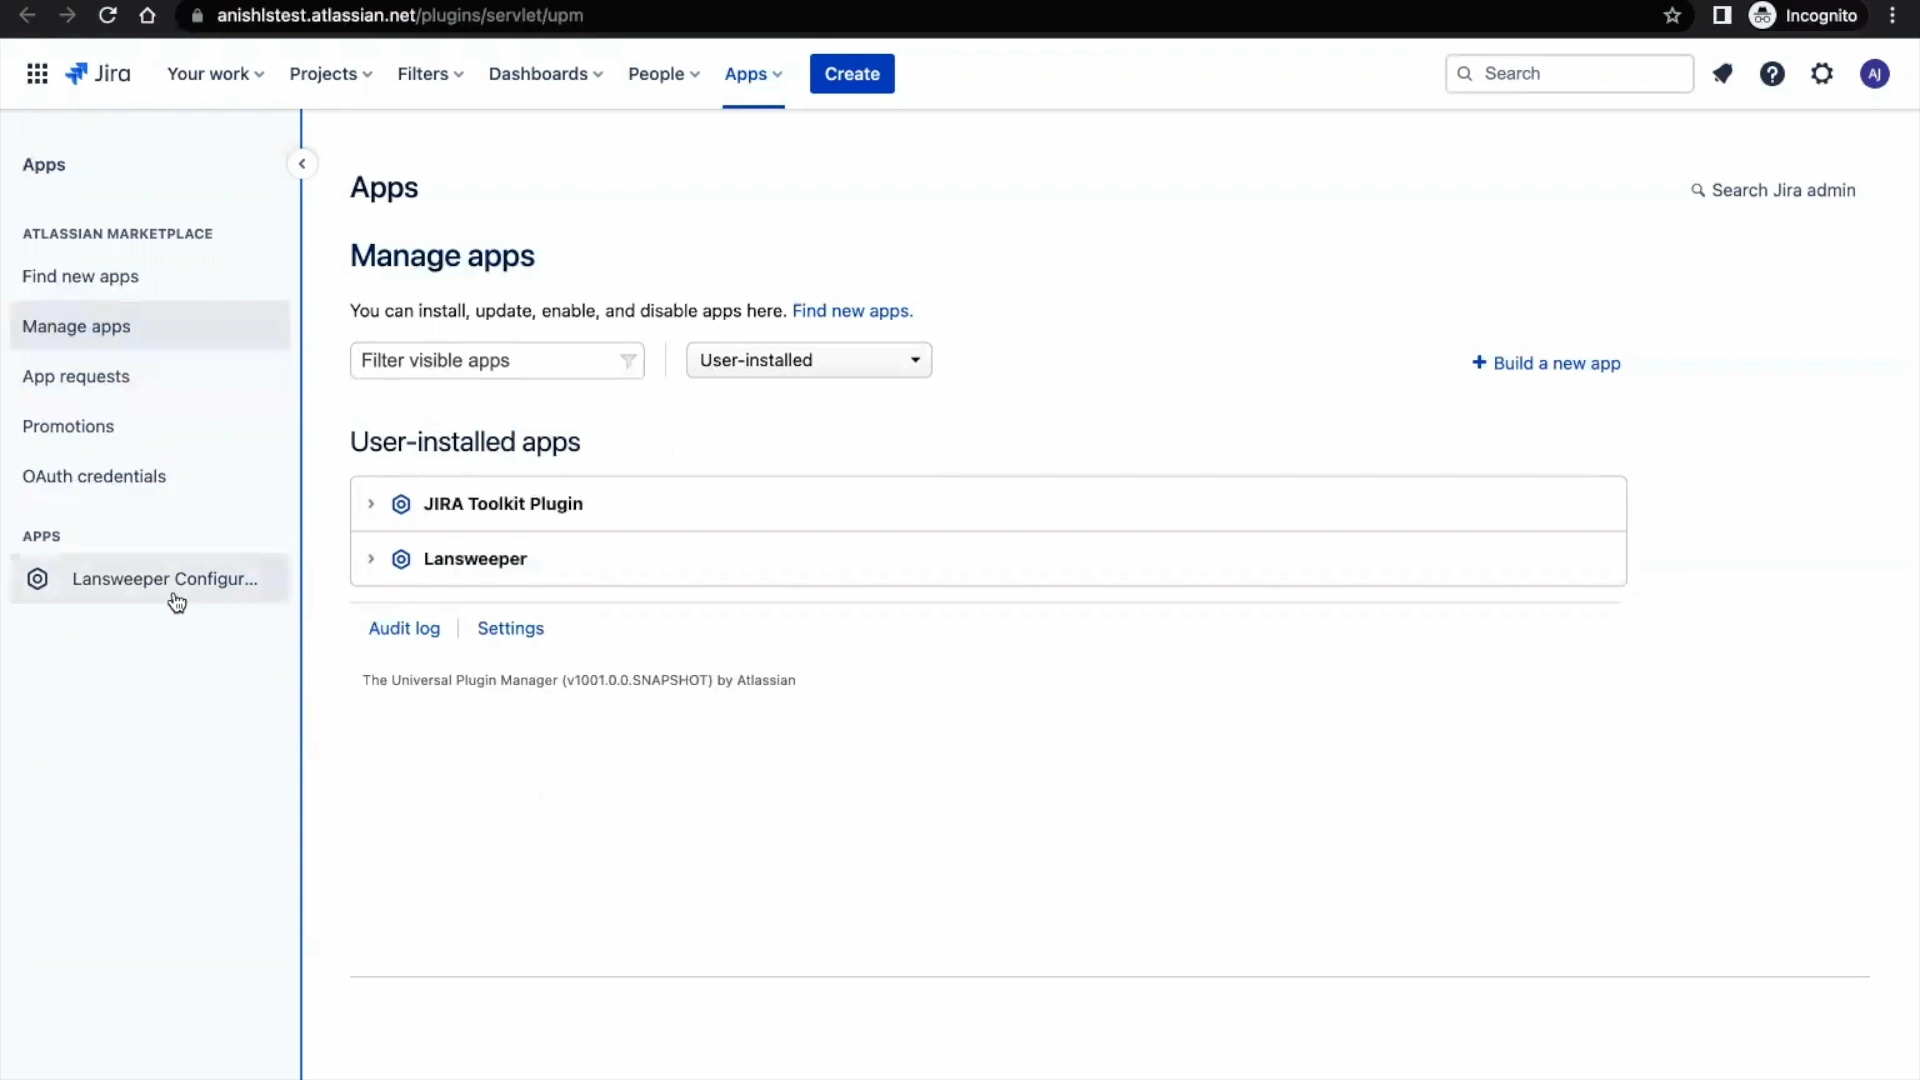 anishlstest.atlassian.net/plugins/servlet/upm
Incognito
Jira
Your work
Projects
Filters
Dashboards
People
Apps
Create
Search
AJ
Apps
ATLASSIAN MARKETPLACE
Find new apps
Manage apps
App requests
Promotions
OAuth credentials
APPS
Lansweeper Configur...
Apps
Search Jira admin
Manage apps
You can install, update, enable, and disable apps here. Find new apps.
Filter visible apps
User-installed
Build a new app
User-installed apps
JIRA Toolkit Plugin
Lansweeper
Audit log
Settings
The Universal Plugin Manager (v1001.0.0.SNAPSHOT) by Atlassian